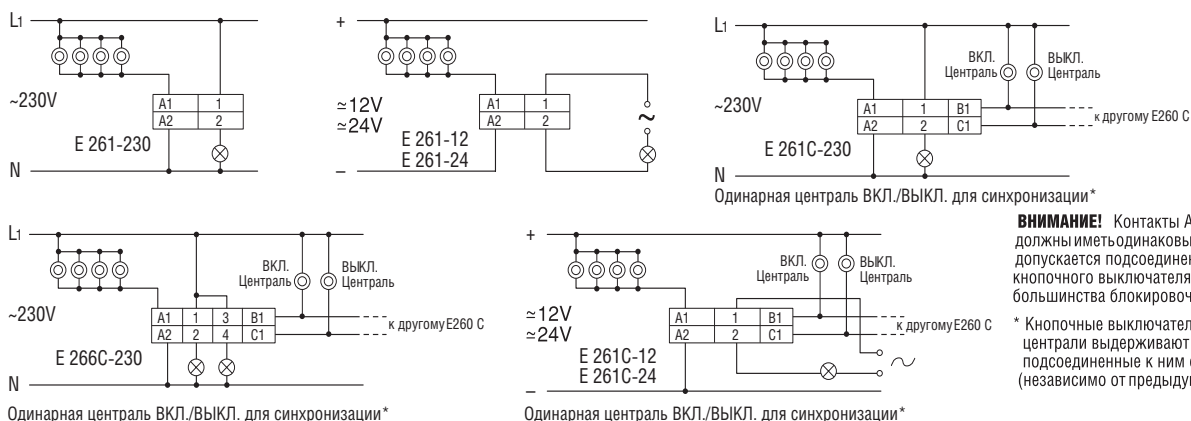 L1
~230V
A1 1
A2 2
E 261-230
N
+
≃12V
≃24V
A1 1
A2 2
E 261-12
E 261-24
~
–
L1
ВКЛ.
Централь
ВЫКЛ.
Централь
~230V
A1 1 B1
A2 2 C1
к другому E260 C
E 261C-230
N
Одинарная централь ВКЛ./ВЫКЛ. для синхронизации*
L1
ВКЛ.
Централь
ВЫКЛ.
Централь
~230V
A1 1 3 B1
A2 2 4 C1
к другому E260 C
E 266C-230
N
Одинарная централь ВКЛ./ВЫКЛ. для синхронизации*
+
ВКЛ.
Централь
ВЫКЛ.
Централь
≃12V
≃24V
A1 1 B1
A2 2 C1
к другому E260 C
E 261C-12
E 261C-24
~
–
Одинарная централь ВКЛ./ВЫКЛ. для синхронизации*
ВНИМАНИЕ! Контакты
должны иметь
допускается
кнопочного выключателя
большинства
* Кнопочные
централи выдерживают
подсоединенные к ним
(независимо от